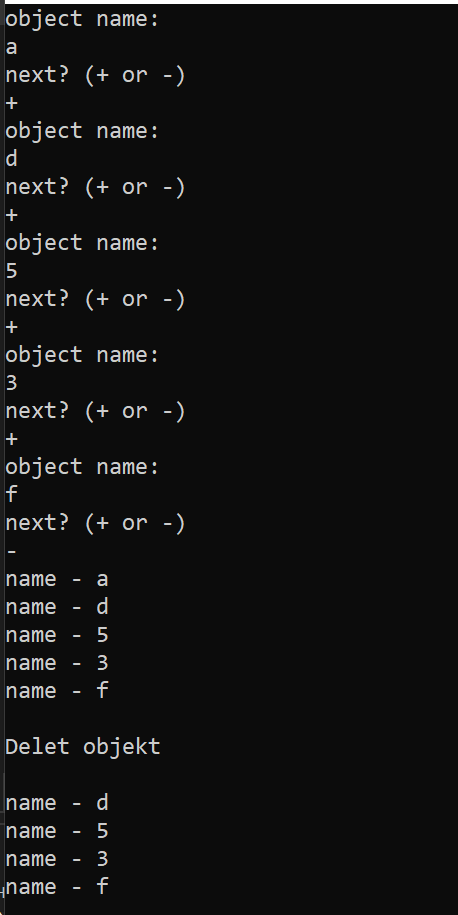 object name:
a
next? (+ or -)
+
object name:
d
next? (+ or -)
+
object name:
5
next? (+ or -)
+
object name:
3
next? (+ or -)
+
object name:
f
next? (+ or -)
-
name - a
name - d
name - 5
name - 3
name - f
Delet objekt
name - d
name - 5
name - 3
name - f